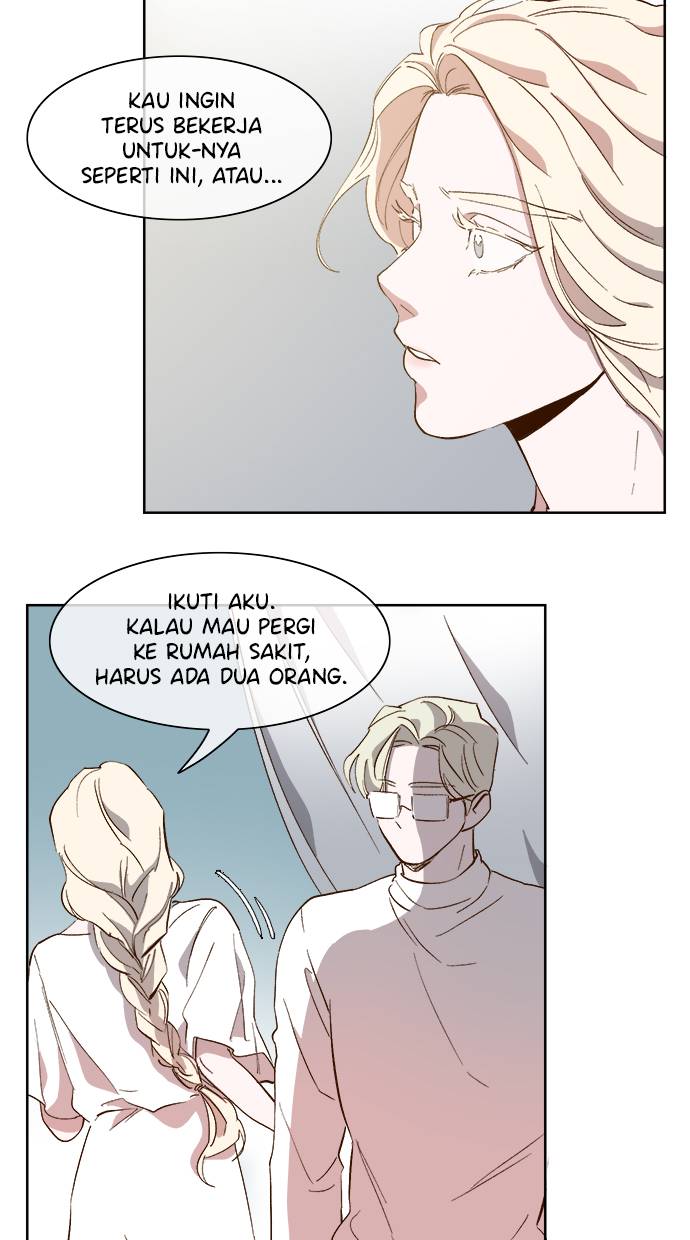 KAU INGIN
TERUS BEKERJA
UNTUK-NYA
SEPERTI INI, ATAU...
IKUTI AKU.
KALAU MAU PERGI
KE RUMAH SAKIT,
HARUS ADA DUA ORANG.